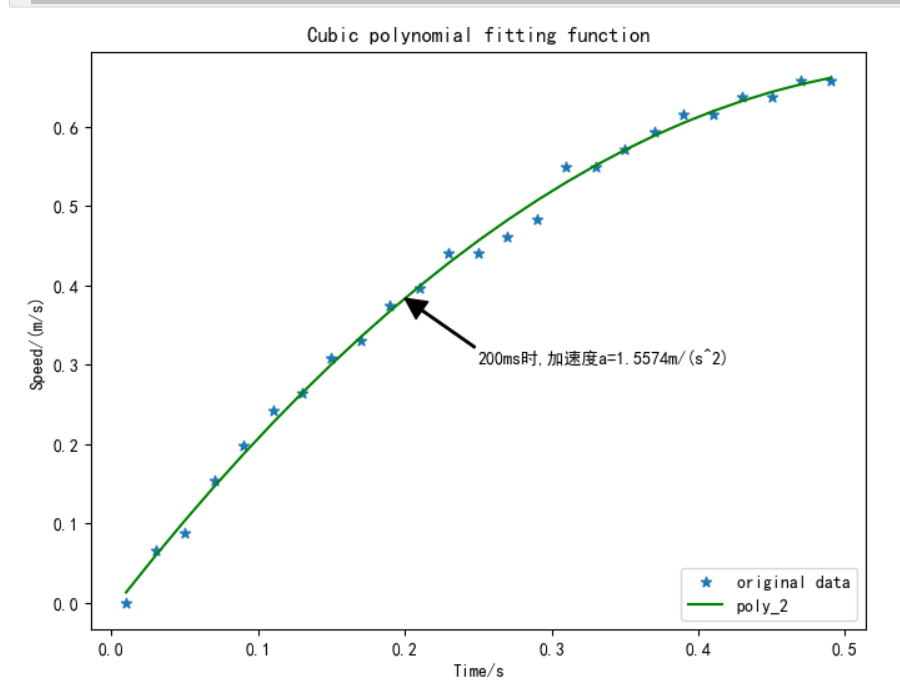 Cubic polynomial fitting function
Speed/(m/s)
0.6
0.5
0.4
0.3
0.2
0.1
0.0
200ms时,加速度a=1.5574m/(s^2)
original data
poly_2
0.0 0.1 0.2 0.3 0.4 0.5
Time/s